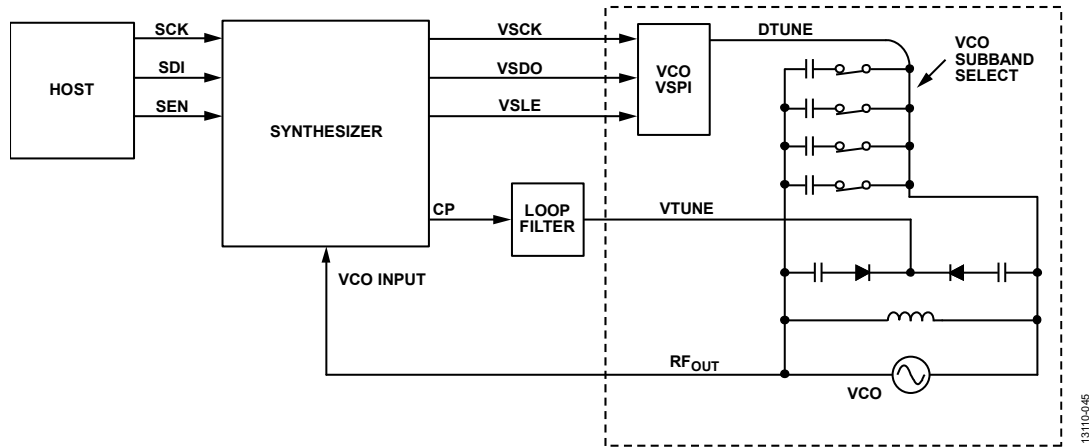 HOST
SCK
SDI
SEN
SYNTHESIZER
VSCK
VSDO
VSLE
VCO
VSPI
DTUNE
VCO
SUBBAND
SELECT
CP
LOOP
FILTER
VTUNE
VCO INPUT
RFOUT
VCO
13110-045